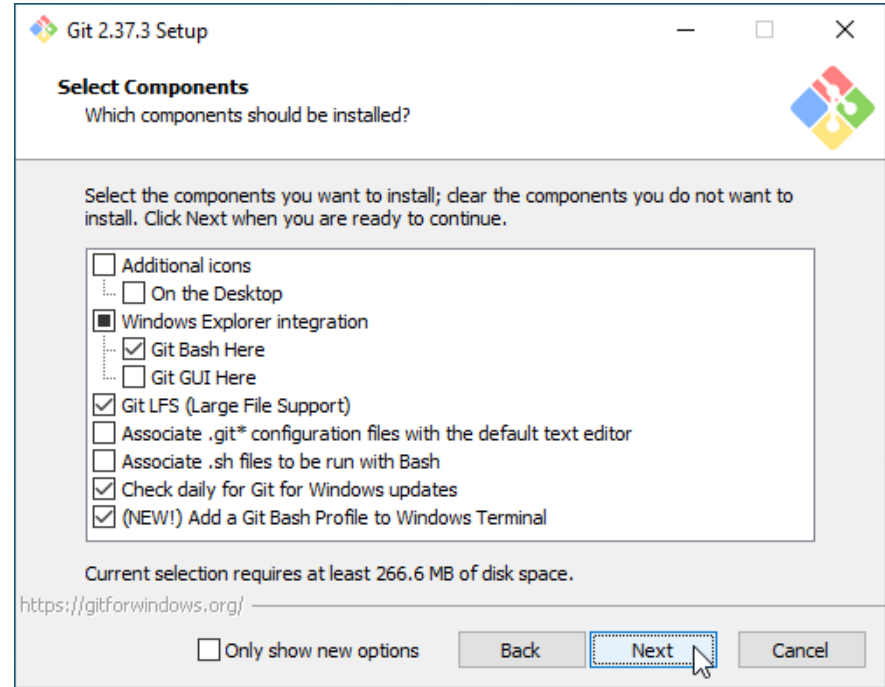 Git 2.37.3 Setup
Select Components
Which components should be installed?
Select the components you want to install; clear the components you do not want to
install. Click Next when you are ready to continue.
Additional icons
On the Desktop
Windows Explorer integration
Git Bash Here
Git GUI Here
Git LFS (Large File Support)
Associate .git* configuration files with the default text editor
Associate .sh files to be run with Bash
Check daily for Git for Windows updates
(NEW!) Add a Git Bash Profile to Windows Terminal
Current selection requires at least 266.6 MB of disk space.
https://gitforwindows.org/
Only show new options Back Next Cancel